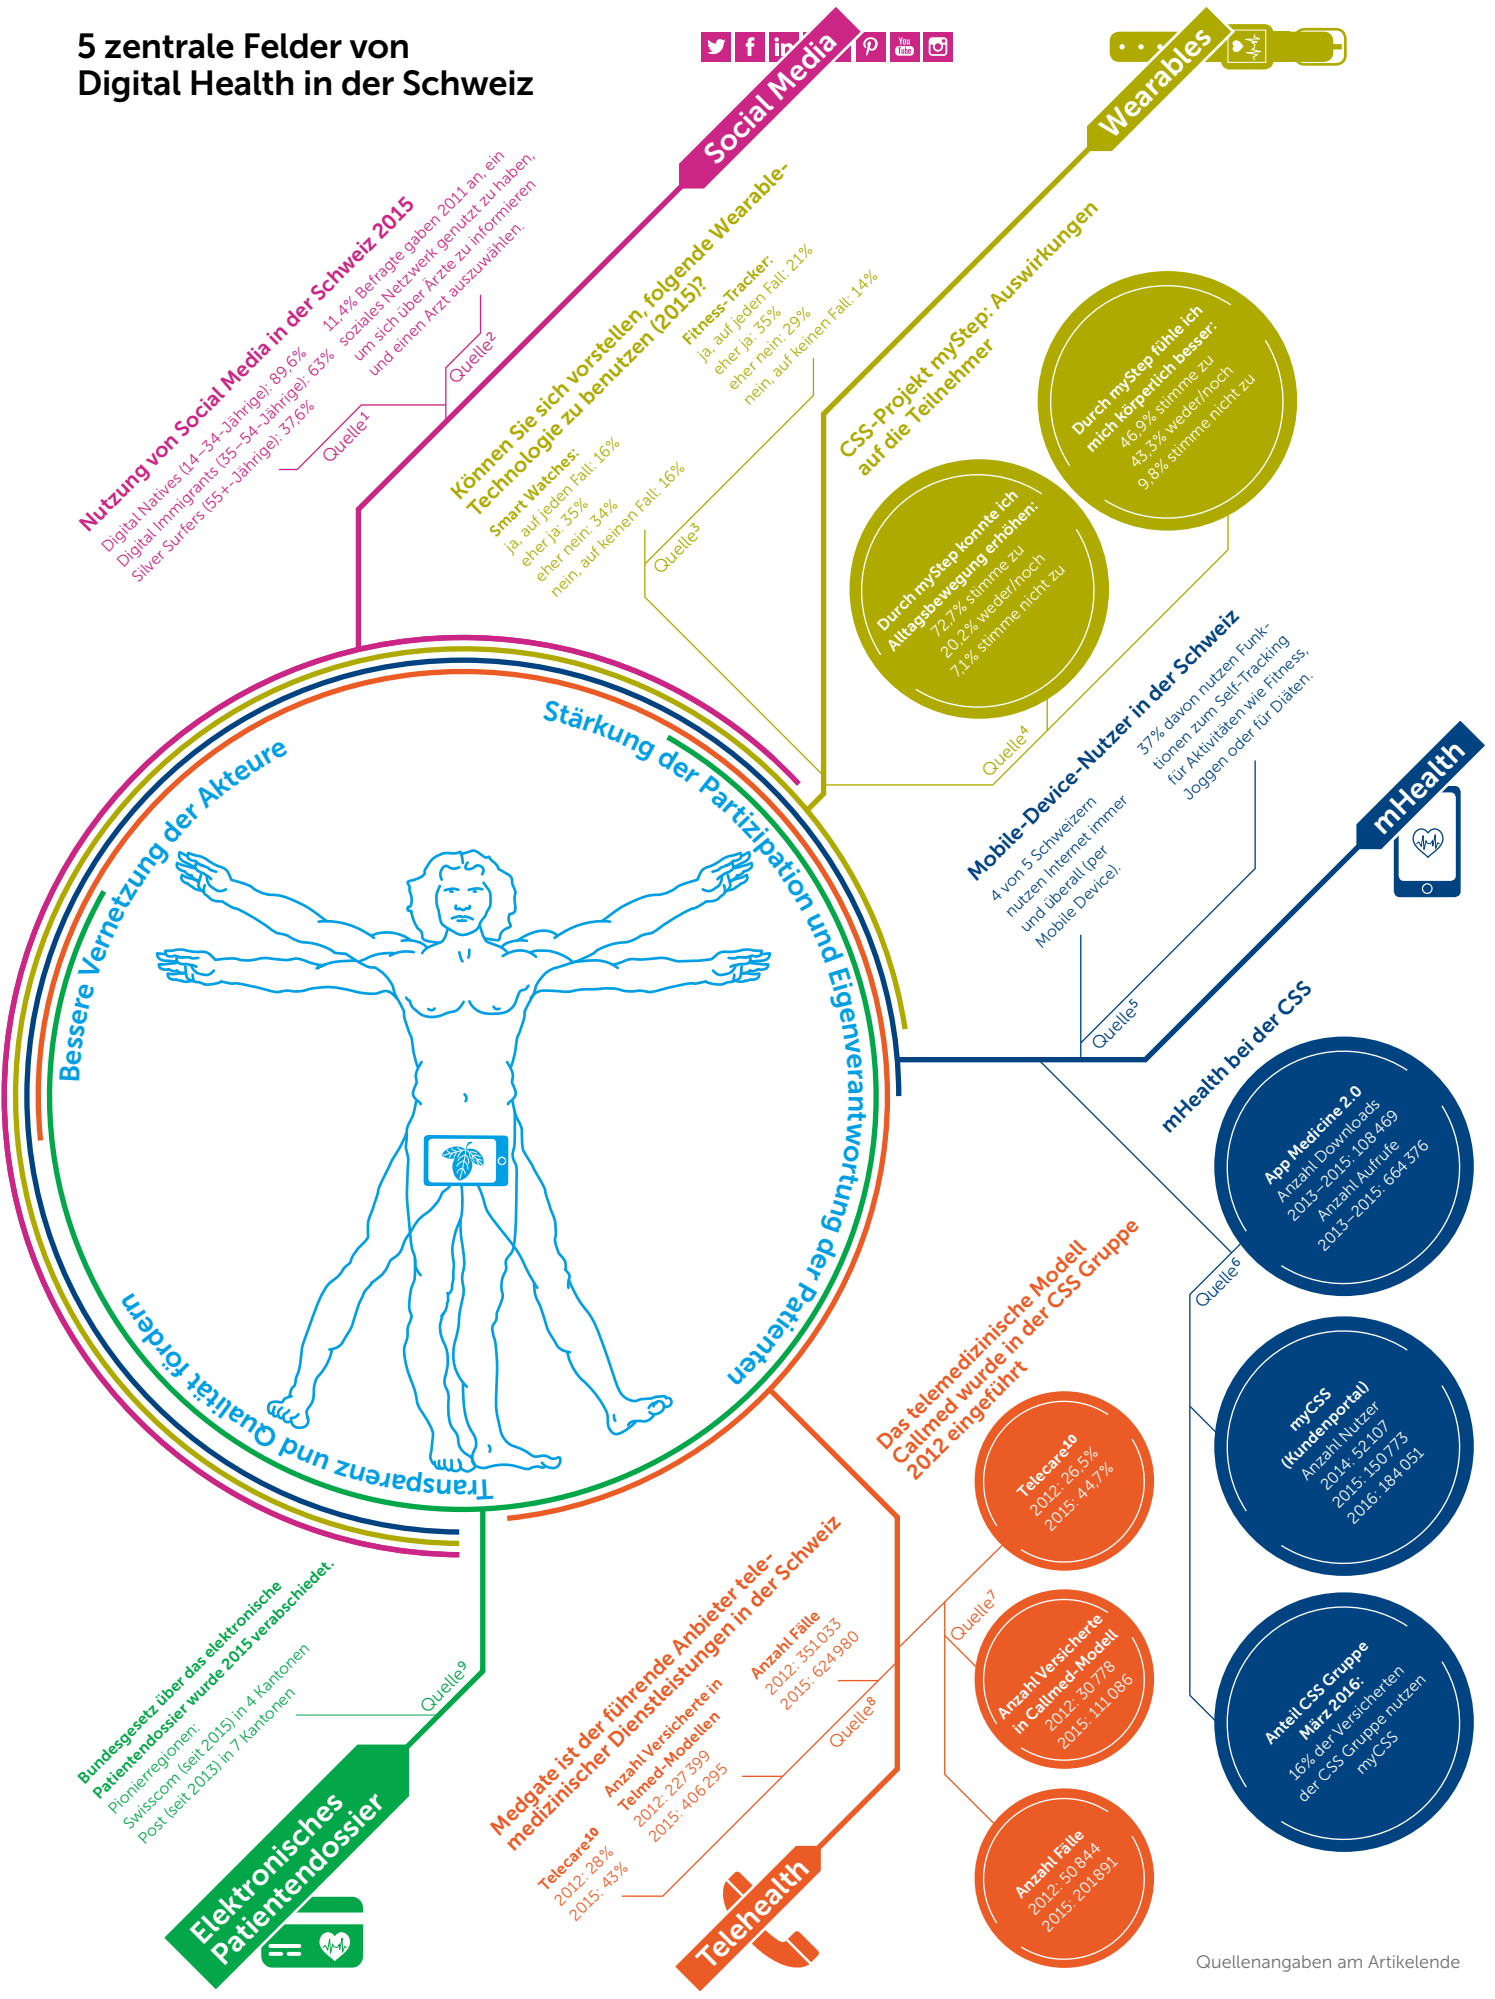 5 zentrale Felder von
Digital Health in der Schweiz
Social Media
You
Tube
Wearables
Nutzung von Social Media in der Schweiz 2015
Digital Natives (14–34-Jährige): 89,6%
Digital Immigrants (35–54-Jährige): 63%
Silver Surfers (55+-Jährige): 37,6%
Quelle1
11,4% Befragte gaben 2011 an, ein
soziales Netzwerk genutzt zu haben,
um sich über Ärzte zu informieren
und einen Arzt auszuwählen.
Quelle2
Können Sie sich vorstellen, folgende Wearable-
Technologie zu benutzen (2015)?
Smart Watches:
ja, auf jeden Fall: 16%
eher ja: 35%
eher nein: 34%
nein, auf keinen Fall: 16%
Fitness-Tracker:
ja, auf jeden Fall: 21%
eher ja: 35%
eher nein: 29%
nein, auf keinen Fall: 14%
Quelle3
CSS-Projekt myStep: Auswirkungen
auf die Teilnehmer
Durch myStep fühle ich
mich körperlich besser:
46,9% stimme zu
43,3% weder/noch
9,8% stimme nicht zu
Durch myStep konnte ich
Alltagsbewegung erhöhen:
72,7% stimme zu
20,2% weder/noch
7,1% stimme nicht zu
Quelle4
Mobile-Device-Nutzer in der Schweiz
4 von 5 Schweizern
nutzen Internet immer
und überall (per
Mobile Device).
37% davon nutzen Funk-
tionen zum Self-Tracking
für Aktivitäten wie Fitness,
Joggen oder für Diäten.
Quelle5
mHealth
Bessere Vernetzung der Akteure
Stärkung der Partizipation und Eigenverantwortung der Patienten
Transparenz und Qualität fördern
mHealth bei der CSS
App Medicine 2.0
Anzahl Downloads
2013–2015: 108 469
Anzahl Aufrufe
2013–2015: 664 376
Quelle6
myCSS
(Kundenportal)
Anzahl Nutzer
2014: 52 107
2015: 150 773
2016: 184 051
Anteil CSS Gruppe
März 2016:
16% der Versicherten
der CSS Gruppe nutzen
myCSS
Das telemedizinische Modell
Callmed wurde in der CSS Gruppe
2012 eingeführt
Telecare10
2012: 26,5%
2015: 44,7%
Quelle7
Anzahl Versicherte
in Callmed-Modell
2012: 30 778
2015: 111 086
Anzahl Fälle
2012: 50 844
2015: 201 891
Medgate ist der führende Anbieter tele-
medizinischer Dienstleistungen in der Schweiz
Telecare10
2012: 28%
2015: 43%
Anzahl Versicherte in
Telmed-Modellen
2012: 227 399
2015: 406 295
Anzahl Fälle
2012: 351 033
2015: 624 980
Quelle8
Telehealth
Bundesgesetz über das elektronische
Patientendossier wurde 2015 verabschiedet.
Pionierregionen:
Swisscom (seit 2015) in 4 Kantonen
Post (seit 2013) in 7 Kantonen
Quelle9
Elektronisches
Patientendossier
Quellenangaben am Artikelende